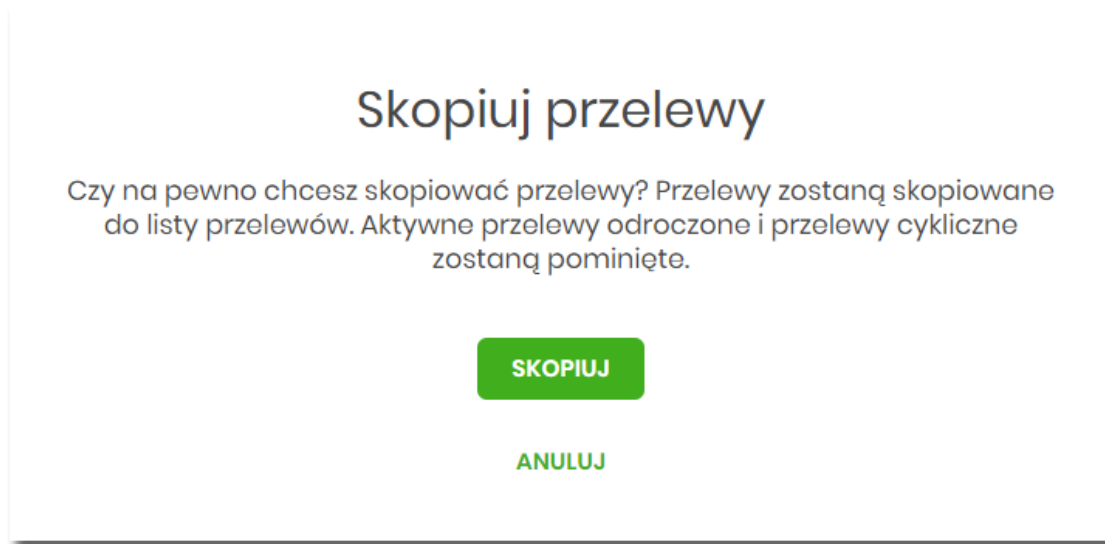 Skopiuj przelewy
Czy na pewno chcesz skopiować przelewy? Przelewy zostaną skopiowane
do listy przelewów. Aktywne przelewy odroczone i przelewy cykliczne
zostaną pominięte.
SKOPIUJ
ANULUJ